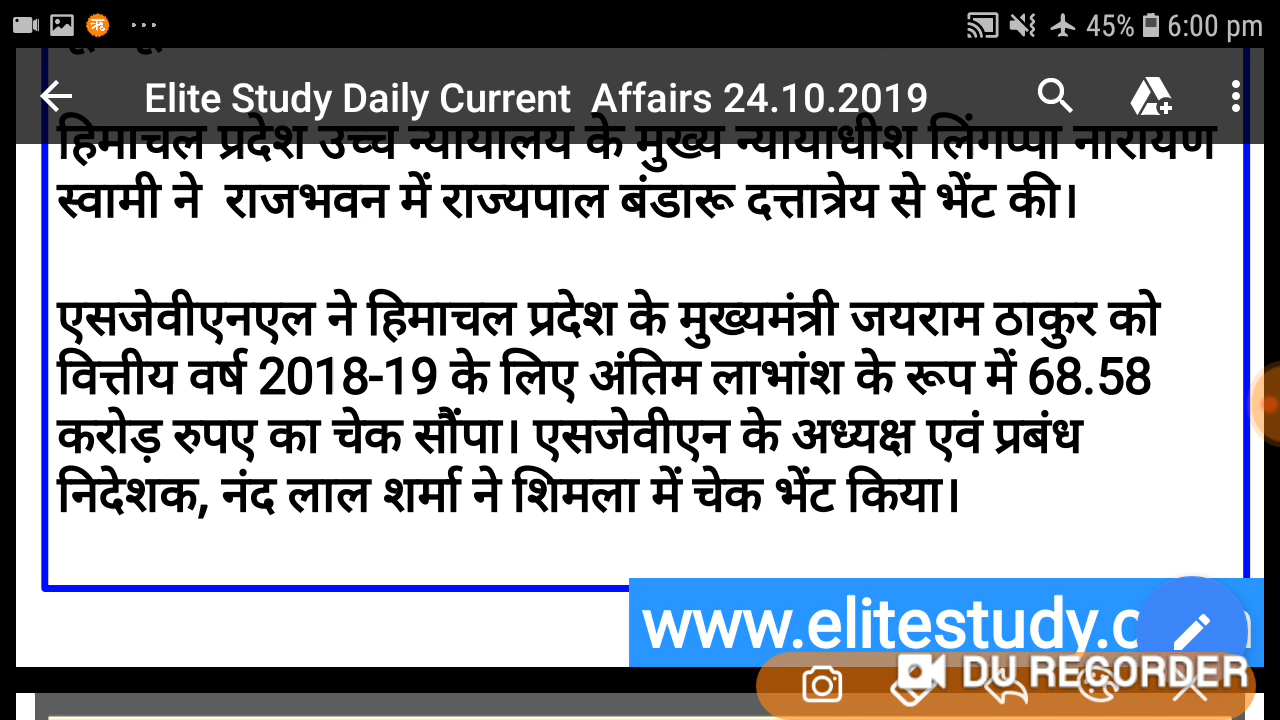 45% 6:00 pm
Elite Study Daily Current Affairs 24.10.2019
हिमाचल प्रदेश उच्च न्यायालय के मुख्य न्यायाधीश लिंगप्पा नारायण
स्वामी ने राजभवन में राज्यपाल बंडारू दत्तात्रेय से भेंट की।
एसजेवीएनएल ने हिमाचल प्रदेश के मुख्यमंत्री जयराम ठाकुर को
वित्तीय वर्ष 2018-19 के लिए अंतिम लाभांश के रूप में 68.58
करोड़ रुपए का चेक सौंपा। एसजेवीएन के अध्यक्ष एवं प्रबंध
निदेशक, नंद लाल शर्मा ने शिमला में चेक भेंट किया।
www.elitestudy.c
DU RECORDER